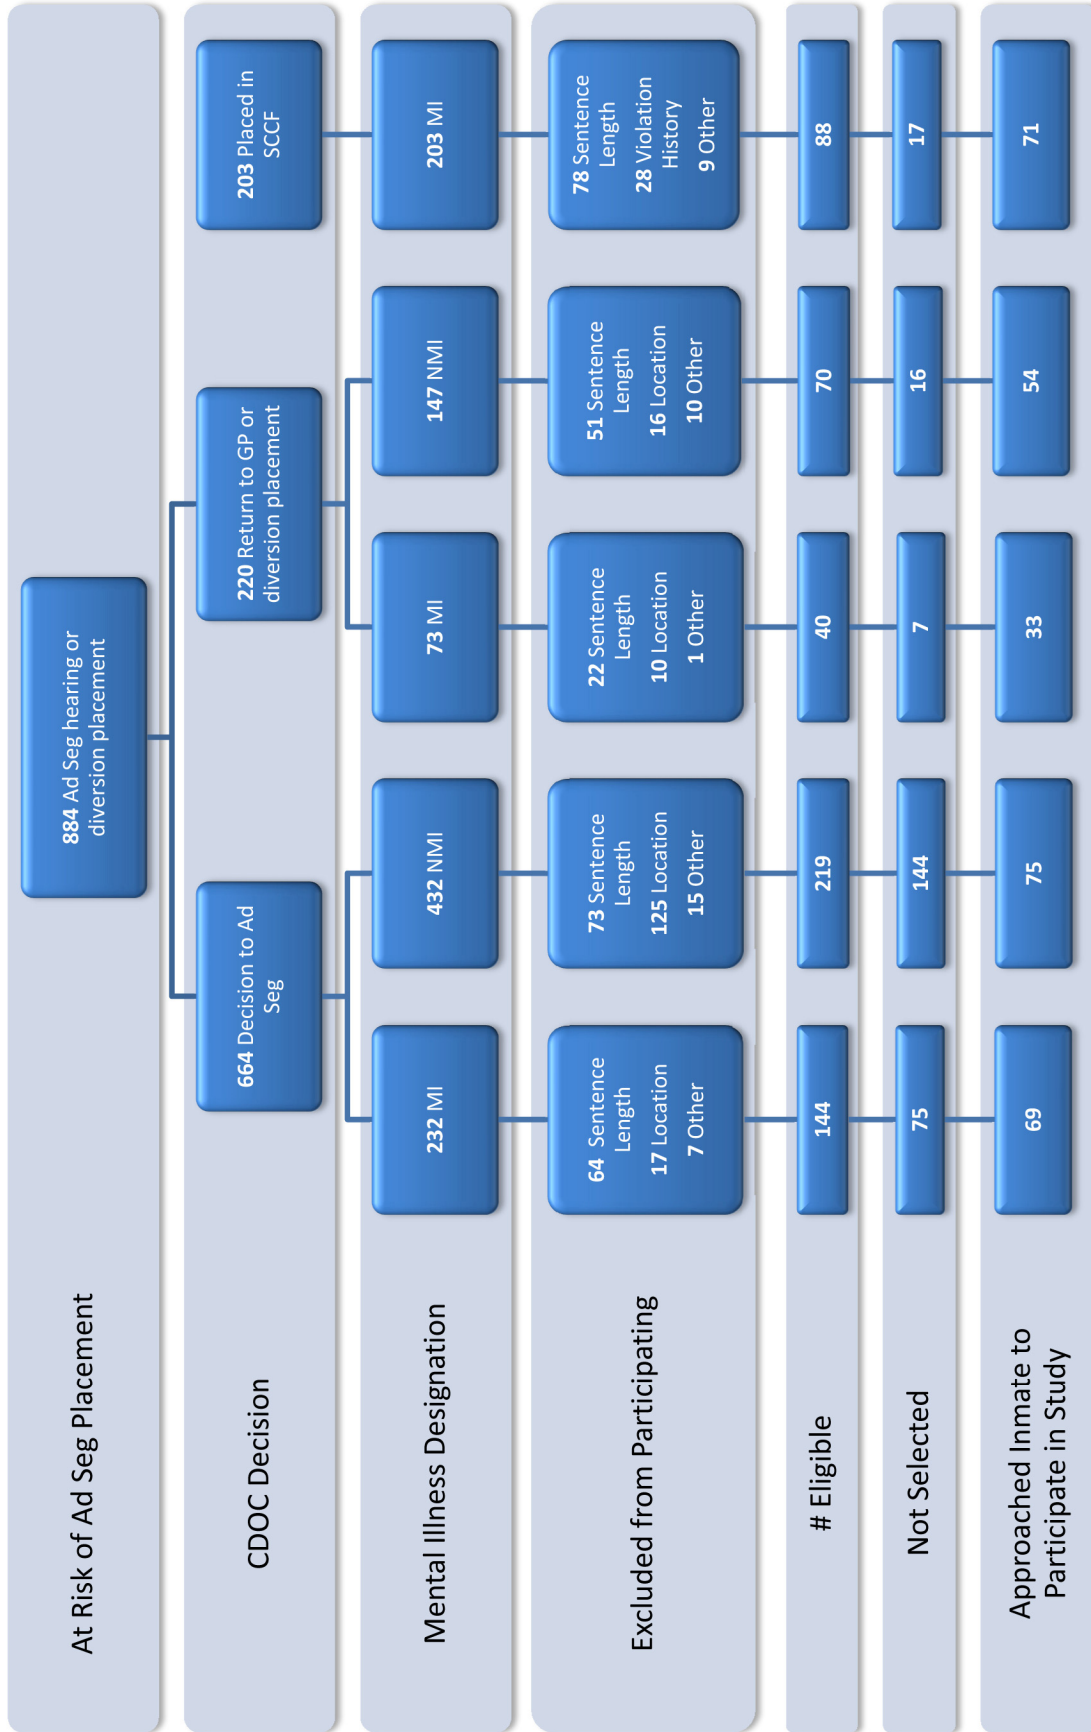 At Risk of Ad Seg Placement
884 Ad Seg hearing or
diversion placement
CDOC Decision
664 Decision to Ad
Seg
220 Return to GP or
diversion placement
203 Placed in
SCCF
Mental Illness Designation
232 MI
432 NMI
73 MI
147 NMI
203 MI
Excluded from Participating
64 Sentence
Length
17 Location
7 Other
73 Sentence
Length
125 Location
15 Other
22 Sentence
Length
10 Location
1 Other
51 Sentence
Length
16 Location
10 Other
78 Sentence
Length
28 Violation
History
9 Other
# Eligible
144
219
40
70
88
Not Selected
75
144
7
16
17
Approached Inmate to
Participate in Study
69
75
33
54
71